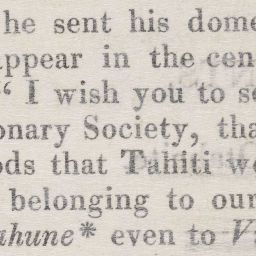 he sent his dome
appear in the cen
" I wish you to se
onary Society, tha
ods that Tahiti we
belonging to our
ahune* even to V